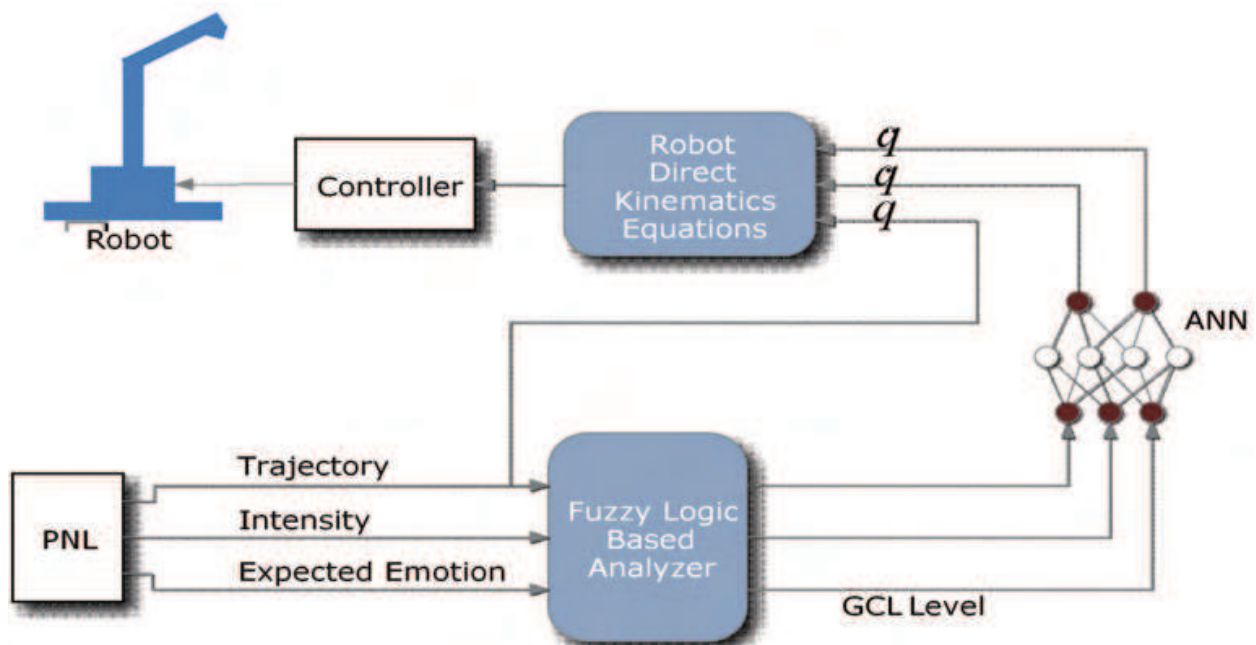 Robot
Controller
Robot
Direct
Kinematics
Equations
q
q
q
ANN
PNL
Trajectory
Intensity
Expected Emotion
Fuzzy Logic
Based
Analyzer
GCL Level